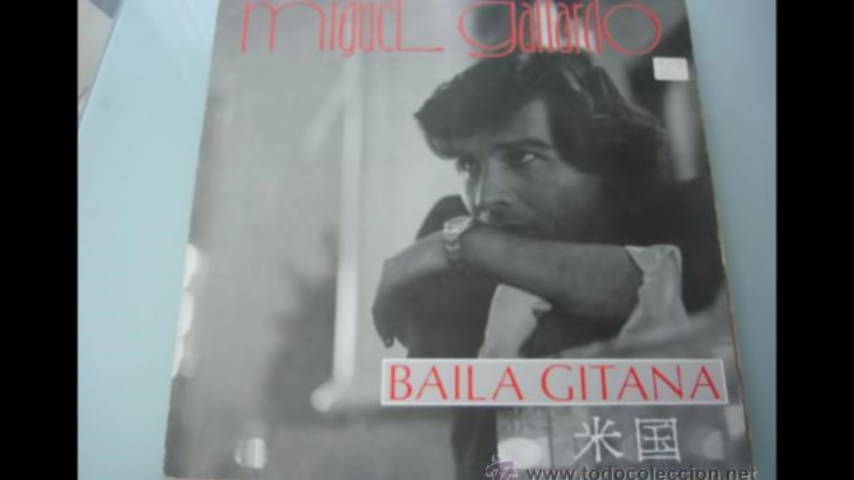 miguel gallardo
BAILA GITANA
米国
www.todocoleccion.net